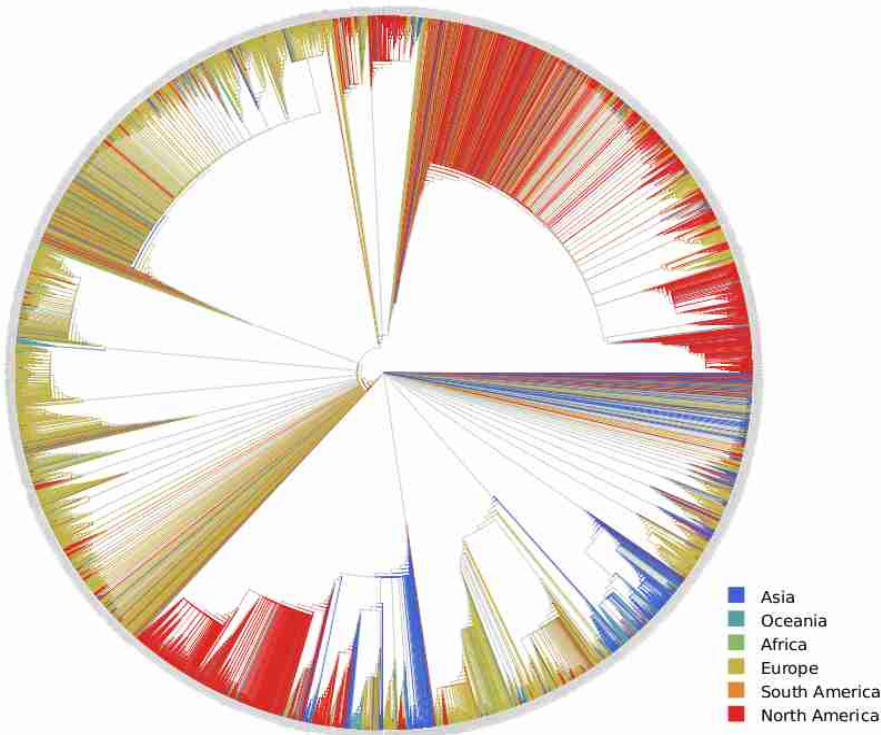 Asia
Oceania
Africa
Europe
South America
North America